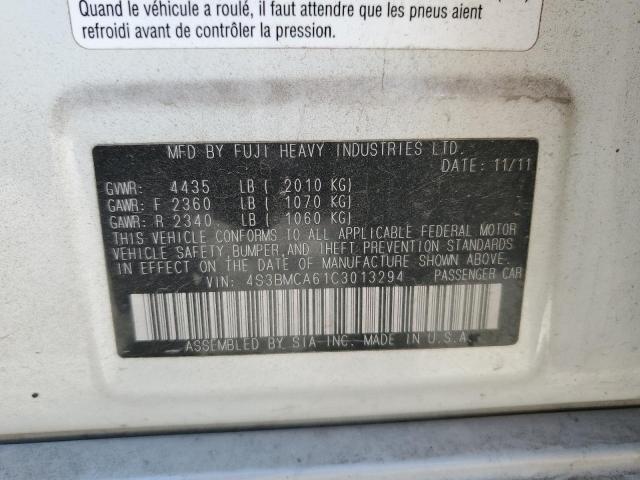 Quand le véhicule a roulé, il faut attendre que les pneus aient
refroidi avant de contrôler la pression.
MFD BY FUJI HEAVY INDUSTRIES LTD.
DATE: 11/11
GVWR: 4435 LB ( 2010 KG)
GAWR: F 2360 LB ( 1070 KG)
GAWR: R 2340 LB ( 1060 KG)
THIS VEHICLE CONFORMS TO ALL APPLICABLE FEDERAL MOTOR
VEHICLE SAFETY, BUMPER, AND THEFT PREVENTION STANDARDS
IN EFFECT ON THE DATE OF MANUFACTURE SHOWN ABOVE.
VIN: 4S3BMCA61C3013294 PASSENGER CAR
ASSEMBLED BY SIA-INC. MADE IN U.S.A.